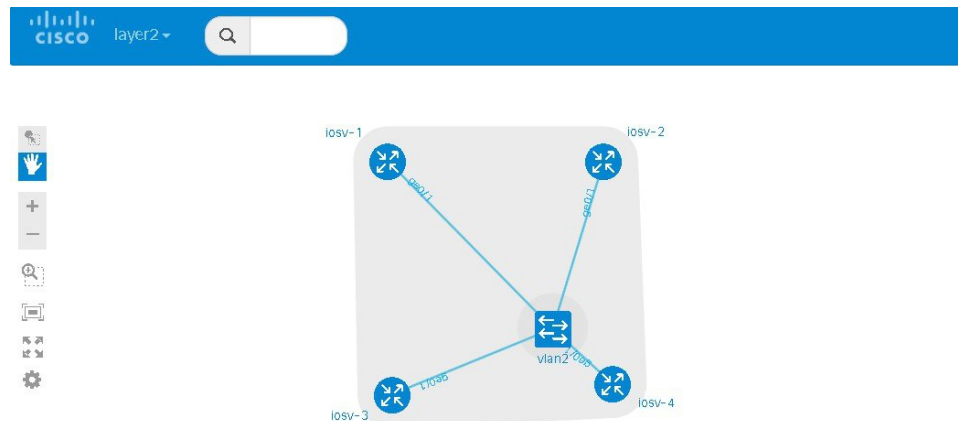 CISCO
layer2
iosv-1
iosv-2
ge0/1
ge0/1
vlan2
ge0/1
ge0/1
iosv-3
iosv-4